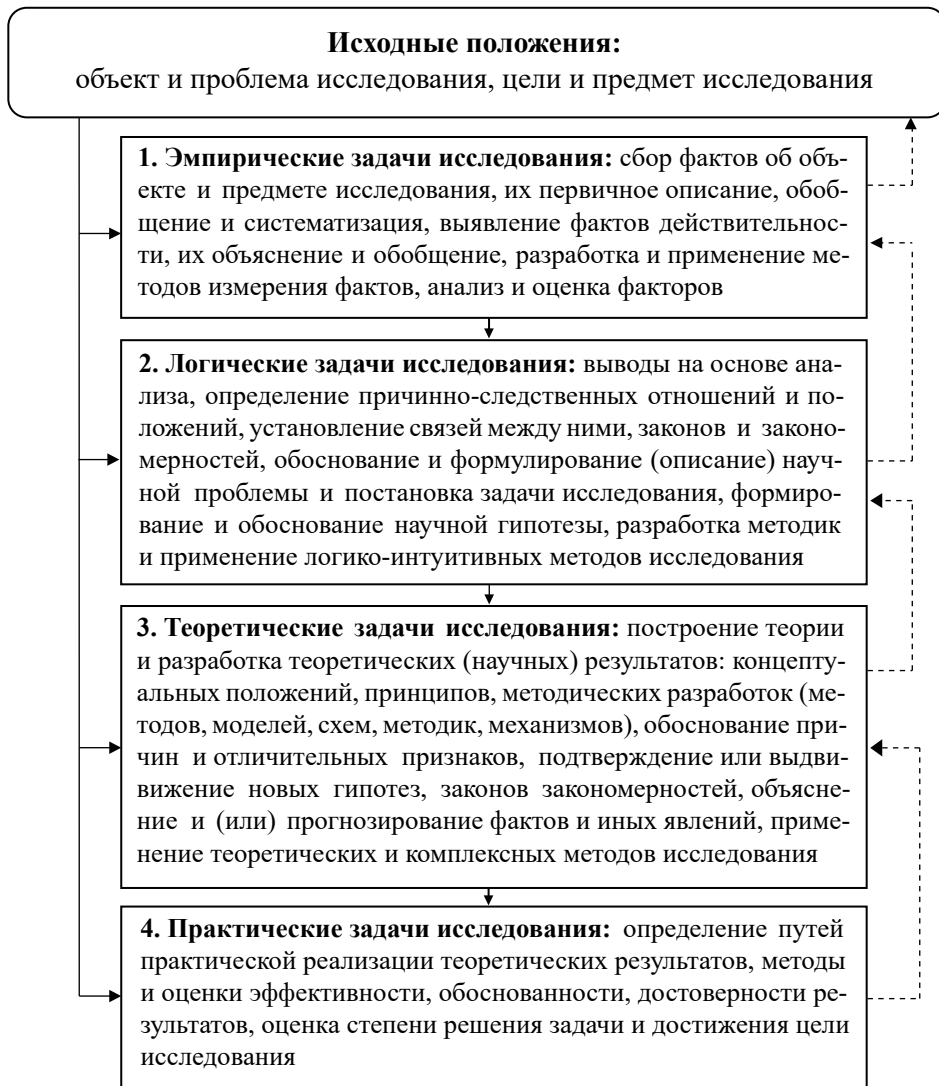 Исходные положения:
объект и проблема исследования, цели и предмет исследования
1. Эмпирические задачи исследования: сбор фактов об объ-
екте и предмете исследования, их первичное описание, обоб-
щение и систематизация, выявление фактов действительнос-
ти, их объяснение и обобщение, разработка и применение ме-
тодов измерения фактов, анализ и оценка факторов
2. Логические задачи исследования: выводы на основе ана-
лиза, определение причинно-следственных отношений и по-
ложений, установление связей между ними, законов и законо-
мерностей, обоснование и формулирование (описание) науч-
ной проблемы и постановка задачи исследования, формиро-
вание и обоснование научной гипотезы, разработка методик
и применение логико-интуитивных методов исследования
3. Теоретические задачи исследования: построение теории
и разработка теоретических (научных) результатов: концепту-
альных положений, принципов, методических разработок (ме-
тодов, моделей, схем, методик, механизмов), обоснование при-
чин и отличительных признаков, подтверждение или выдви-
вижение новых гипотез, законов закономерностей, объясне-
ние и (или) прогнозирование фактов и иных явлений, приме-
нение теоретических и комплексных методов исследования
4. Практические задачи исследования: определение путей
практической реализации теоретических результатов, методы
и оценки эффективности, обоснованности, достоверности ре-
зультатов, оценка степени решения задачи и достижения цели
исследования